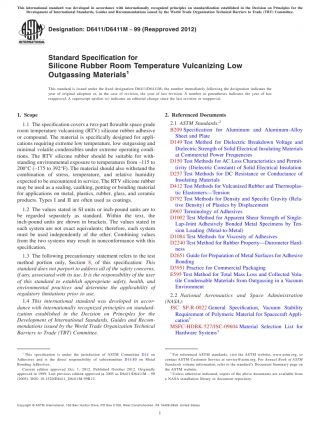 This international standard was developed in accordance with internationally recognized principles on standardization established in the Decision on Principles for the
Development of International Standards, Guides and Recommendations issued by the World Trade Organization Technical Barriers to Trade (TBT) Committee.
Designation: D6411/D6411M – 99 (Reapproved 2012)
Standard Specification for
Silicone Rubber Room Temperature Vulcanizing Low
Outgassing Materials1
This standard is issued under the fixed designation D6411/D6411M; the number immediately following the designation indicates the
year of original adoption or, in the case of revision, the year of last revision. A number in parentheses indicates the year of last
reapproval. A superscript epsilon (ε) indicates an editorial change since the last revision or reapproval.
1. Scope
1.1 The specification covers a two-part flowable space grade
room temperature vulcanizing (RTV) silicone rubber adhesive
or compound. The material is specifically designed for appli-
cations requiring extreme low temperature, low outgassing and
minimal volatile condensibles under extreme operating condi-
tions. The RTV silicone rubber should be suitable for with-
standing environmental exposure to temperatures from –115 to
200°C (–175 to 392°F). The material should also withstand the
combination of stress, temperature, and relative humidity
expected to be encountered in service. The RTV silicone rubber
may be used as a sealing, caulking, potting or bonding material
for applications on metal, plastics, rubber, glass, and ceramic
products. Types I and II are often used as coatings.
1.2 The values stated in SI units or inch-pound units are to
be regarded separately as standard. Within the text, the
inch-pound units are shown in brackets. The values stated in
each system are not exact equivalents; therefore, each system
must be used independently of the other. Combining values
from the two systems may result in nonconformance with this
specification.
1.3 The following precautionary statement refers to the test
method portion only, Section 8, of this specification: This
standard does not purport to address all of the safety concerns,
if any, associated with its use. It is the responsibility of the user
of this standard to establish appropriate safety, health, and
environmental practices and determine the applicability of
regulatory limitations prior to use.
1.4 This international standard was developed in accor-
dance with internationally recognized principles on standard-
ization established in the Decision on Principles for the
Development of International Standards, Guides and Recom-
mendations issued by the World Trade Organization Technical
Barriers to Trade (TBT) Committee.
1 This specification is under the jurisdiction of ASTM Committee D14 on
Adhesives and is the direct responsibility of subcommittee D14.80 on Metal
Bonding Adhesives.
Current edition approved Oct. 1, 2012. Published October 2012. Originally
approved in 1999. Last previous edition approved in 2005 as D6411/D6411M – 99
(2005). DOI: 10.1520/D6411_D6411M-99R12.
2. Referenced Documents
2.1 ASTM Standards:2
B209 Specification for Aluminum and Aluminum-Alloy
Sheet and Plate
D149 Test Method for Dielectric Breakdown Voltage and
Dielectric Strength of Solid Electrical Insulating Materials
at Commercial Power Frequencies
D150 Test Methods for AC Loss Characteristics and Permit-
tivity (Dielectric Constant) of Solid Electrical Insulation
D257 Test Methods for DC Resistance or Conductance of
Insulating Materials
D412 Test Methods for Vulcanized Rubber and Thermoplas-
tic Elastomers—Tension
D792 Test Methods for Density and Specific Gravity (Rela-
tive Density) of Plastics by Displacement
D907 Terminology of Adhesives
D1002 Test Method for Apparent Shear Strength of Single-
Lap-Joint Adhesively Bonded Metal Specimens by Ten-
sion Loading (Metal-to-Metal)
D1084 Test Methods for Viscosity of Adhesives
D2240 Test Method for Rubber Property—Durometer Hard-
ness
D2651 Guide for Preparation of Metal Surfaces for Adhesive
Bonding
D3951 Practice for Commercial Packaging
E595 Test Method for Total Mass Loss and Collected Vola-
tile Condensable Materials from Outgassing in a Vacuum
Environment
2.2 National Aeronautics and Space Administration
(NASA):
JSC SP-R-0022 General Specification, Vacuum Stability
Requirement of Polymeric Material for Spacecraft Appli-
cation3
MSFC-HDBK-527/JSC 09604 Material Selection List for
Hardware Systems3
2 For referenced ASTM standards, visit the ASTM website, www.astm.org, or
contact ASTM Customer Service at service@astm.org. For Annual Book of ASTM
Standards volume information, refer to the standard's Document Summary page on
the ASTM website.
3 Unless otherwise indicated, copies of the above documents are available from
a NASA installation library or document repository.
Copyright © ASTM International, 100 Barr Harbor Drive, PO Box C700, West Conshohocken, PA 19428-2959. United States
1